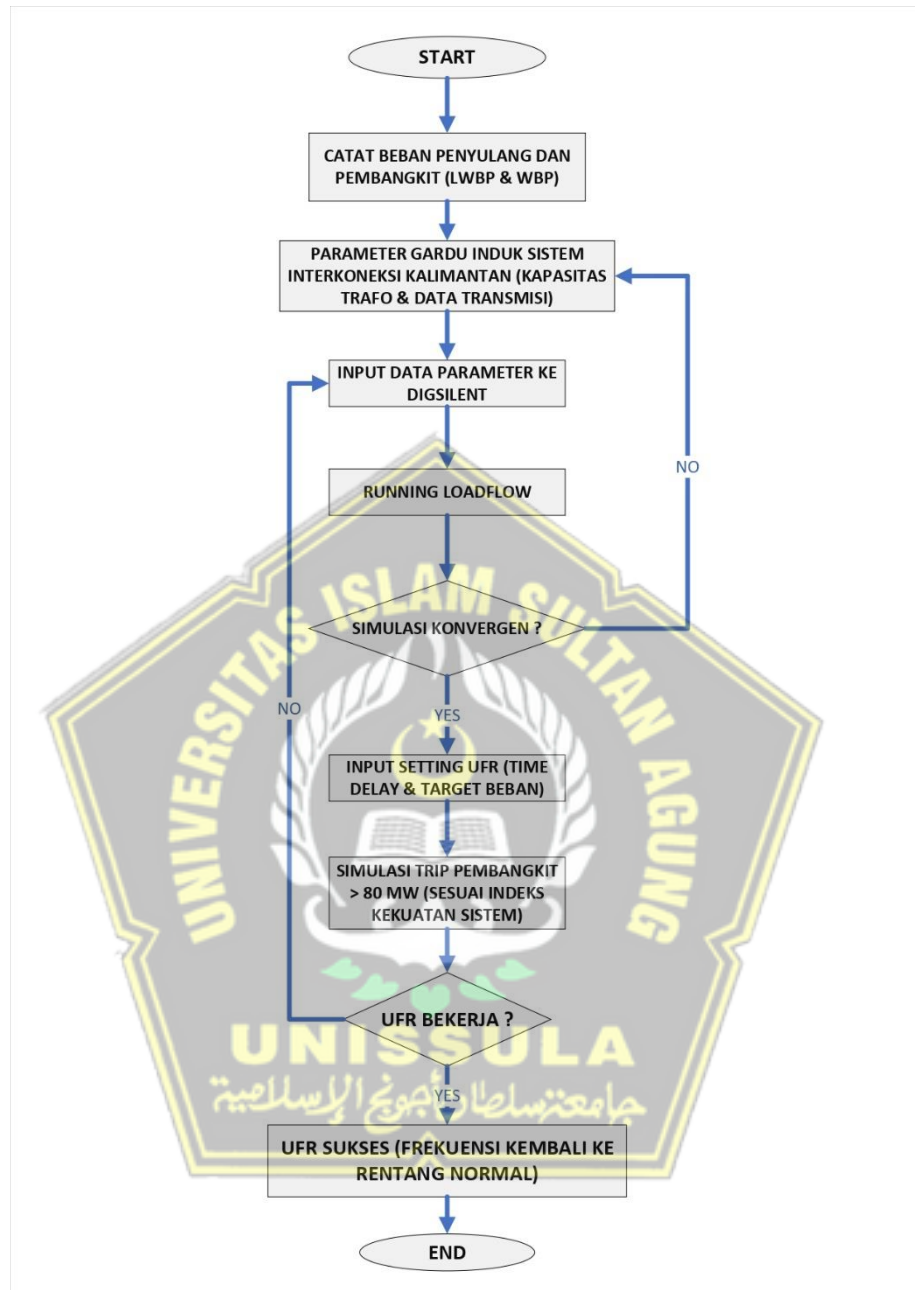 START
CATAT BEBAN PENYULANG DAN
PEMBANGKIT (LWBP & WBP)
PARAMETER GARDU INDUK SISTEM
INTERKONEKSI KALIMANTAN (KAPASITAS
TRAFO & DATA TRANSMISI)
INPUT DATA PARAMETER KE
DIGSILENT
RUNNING LOADFLOW
SIMULASI KONVERGEN ?
NO
YES
INPUT SETTING UFR (TIME
DELAY & TARGET BEBAN)
SIMULASI TRIP PEMBANGKIT
> 80 MW (SESUAI INDEKS
KEKUATAN SISTEM)
UFR BEKERJA ?
NO
YES
UFR SUKSES (FREKUENSI KEMBALI KE
RENTANG NORMAL)
END
UNIVERSITAS ISLAM SULTAN AGUNG
UNISSULA
جامعتسلطان أجونج الإسلامية